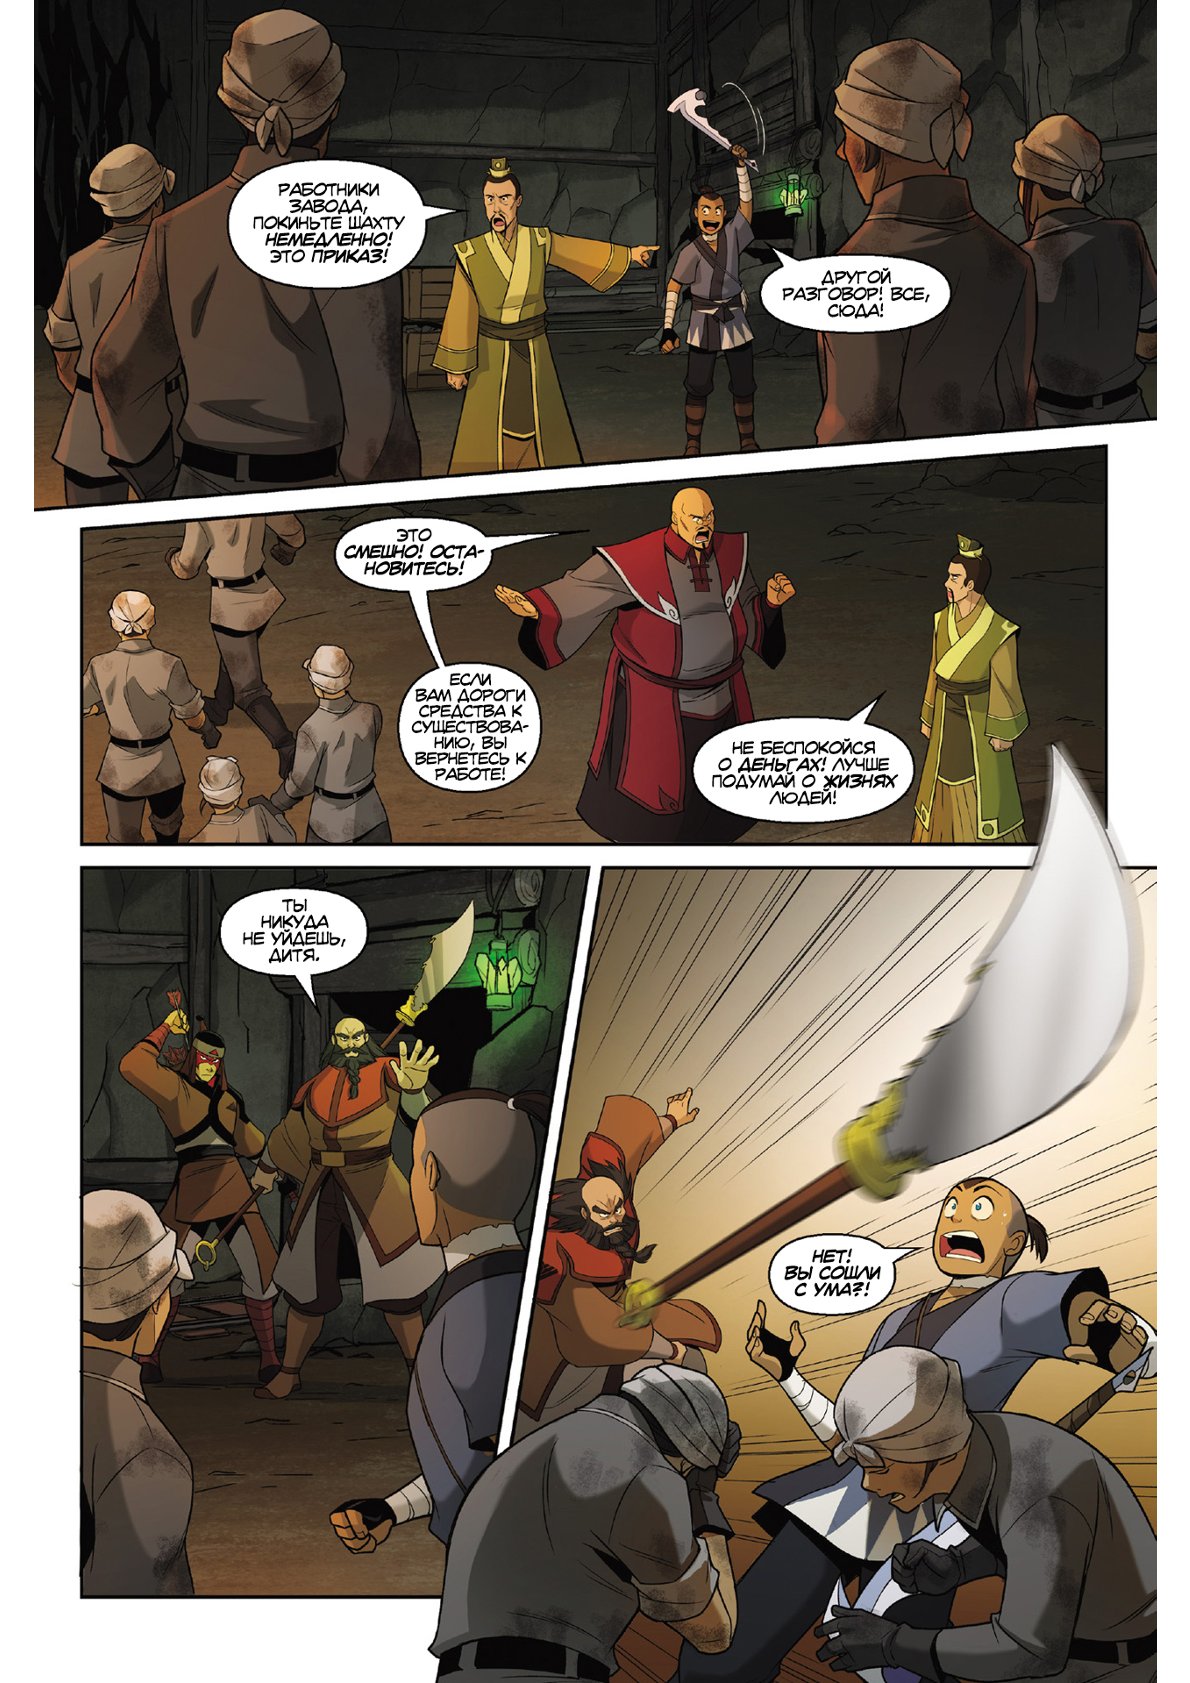 РАБОТНИКИ
ЗАВОДА,
ПОКИНЬТЕ ШАХТУ
НЕМЕДЛЕННО!
ЭТО ПРИКАЗ!
ДРУГОЙ
РАЗГОВОР! ВСЕ,
СЮДА!
ЭТО
СМЕШНО! ОСТА-
НОВИТЕСЬ!
ЕСЛИ
ВАМ ДОРОГИ
СРЕДСТВА К
СУЩЕСТВОВА-
НИЮ, ВЫ
ВЕРНЕТЕСЬ К
РАБОТЕ!
НЕ БЕСПОКОЙСЯ
О ДЕНЬГАХ! ЛУЧШЕ
ПОДУМАЙ О ЖИЗНЯХ
ЛЮДЕЙ!
ТЫ
НИКУДА
НЕ УЙДЕШЬ,
ДИТЯ.
НЕТ!
ВЫ СОШЛИ
С УМА?!